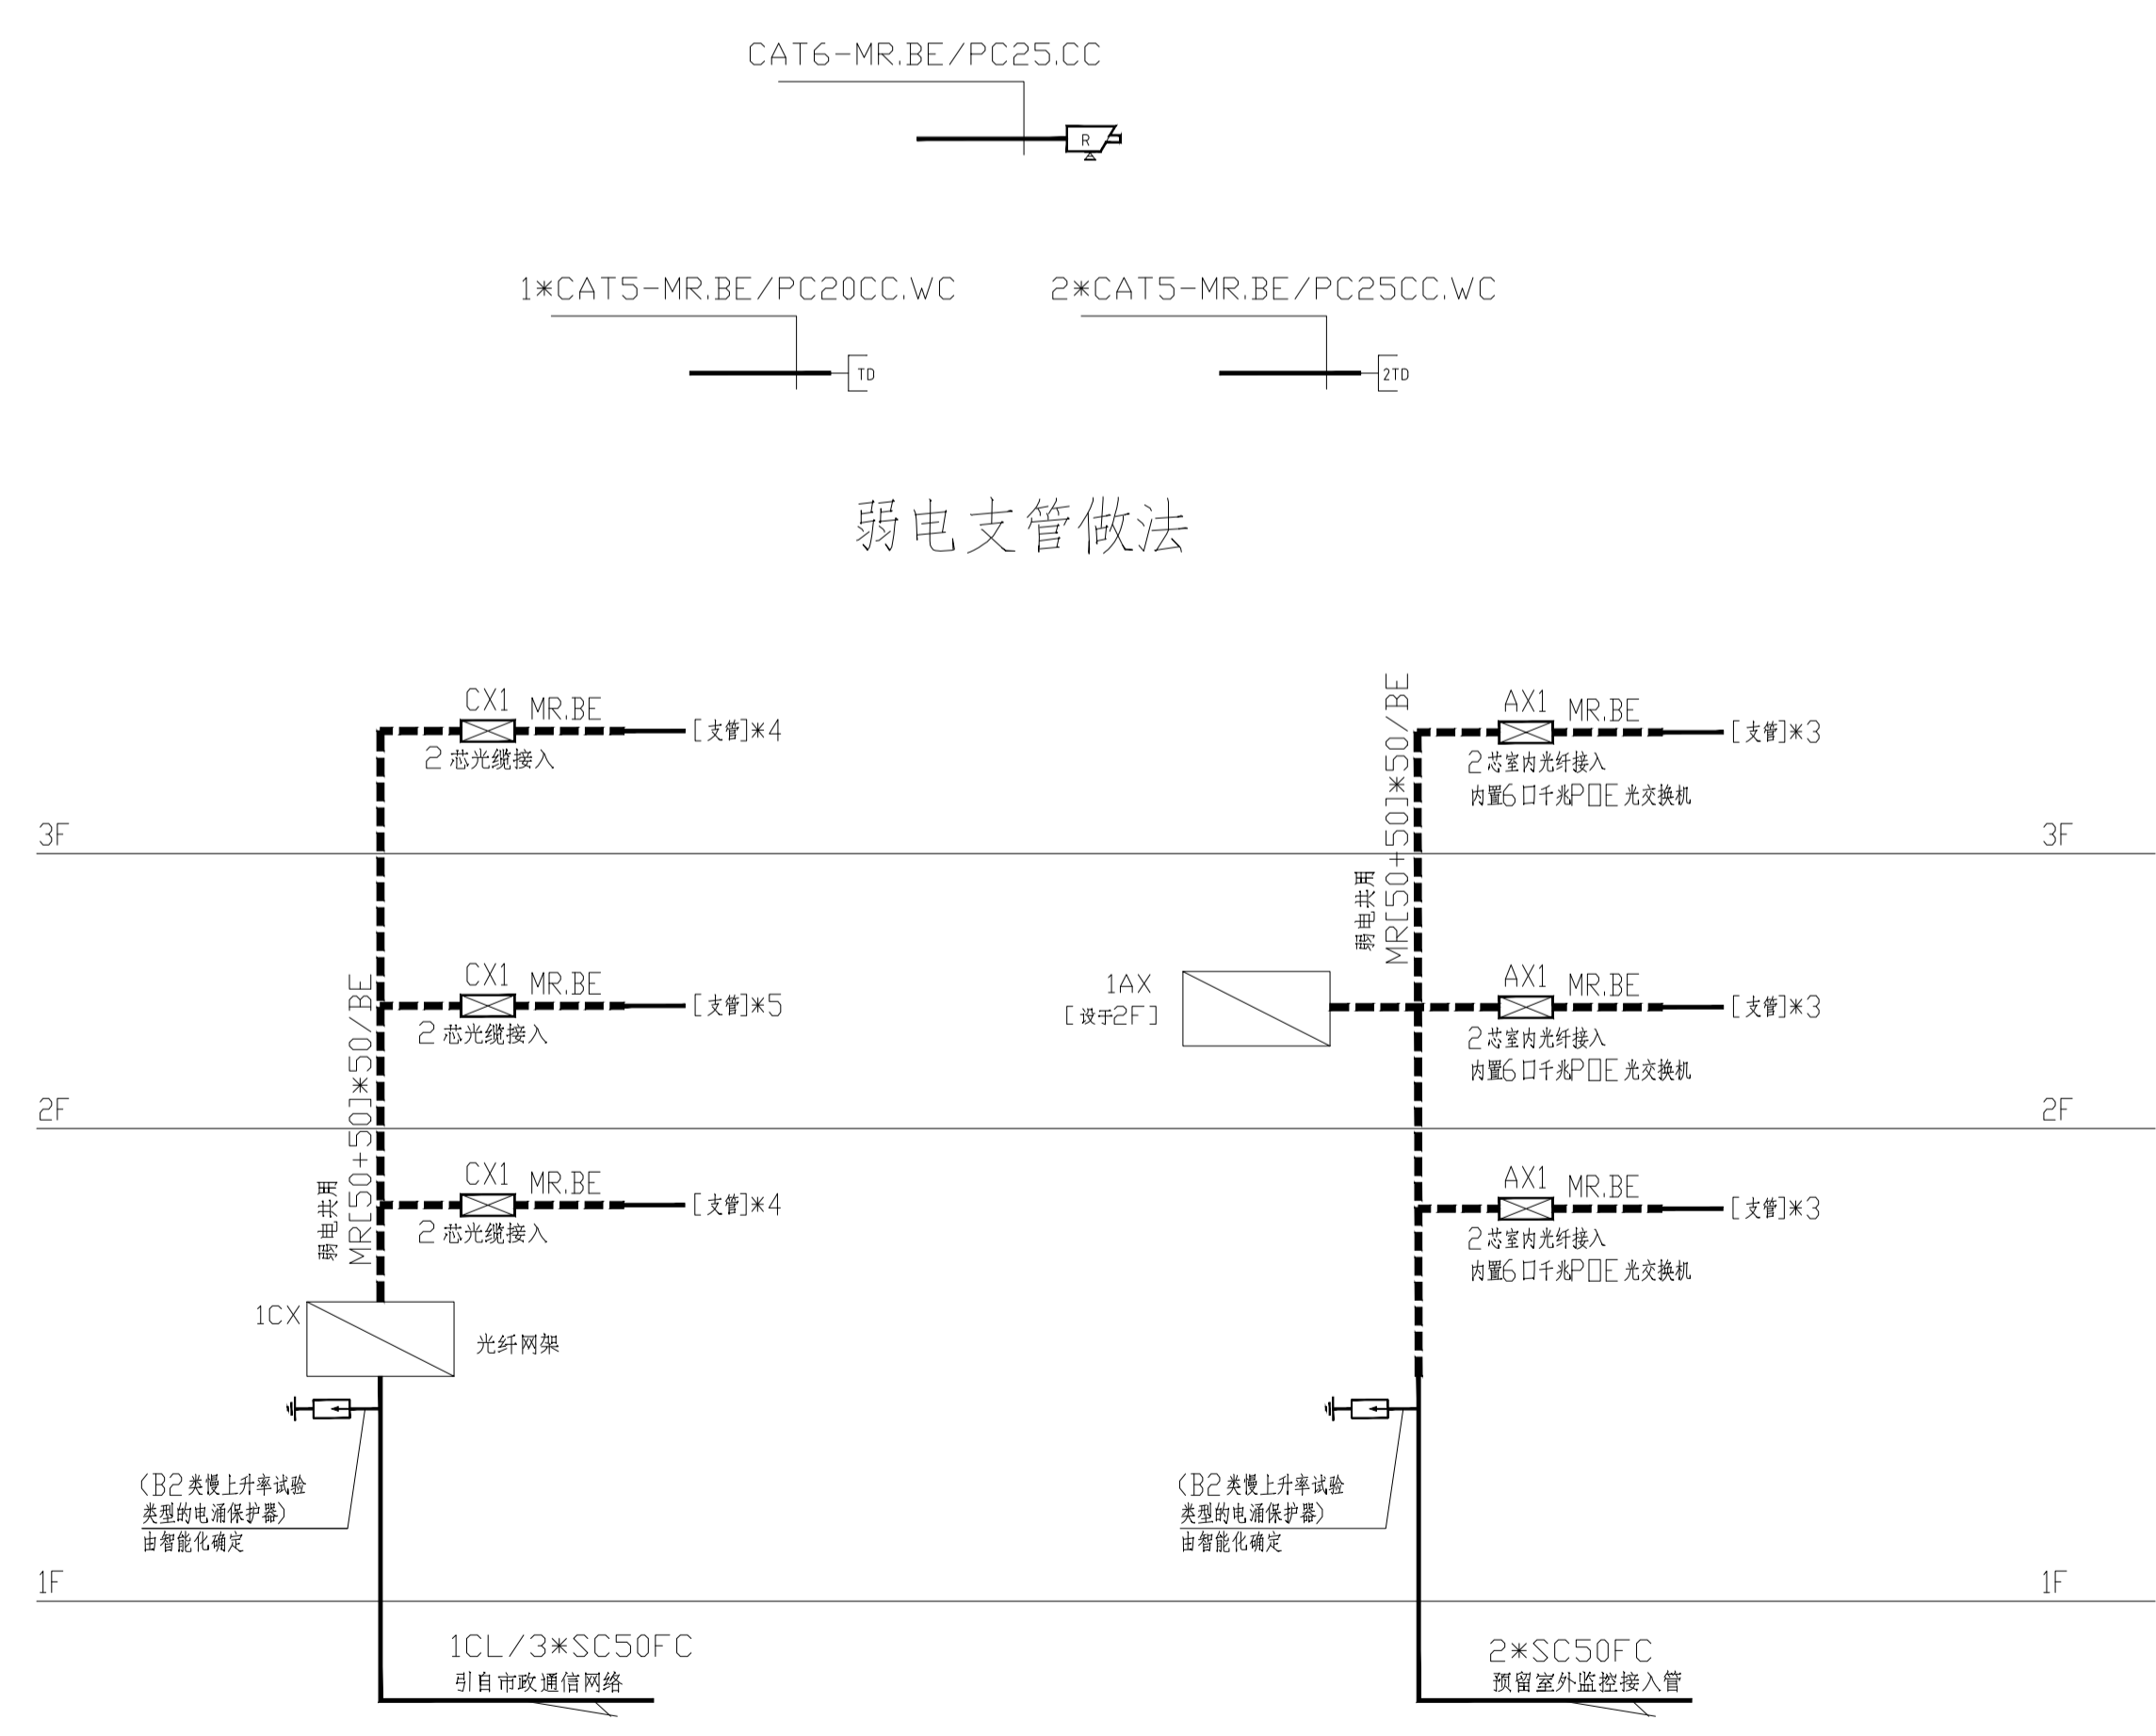 CAT6-MR.BE/PC25.CC
R
1*CAT5-MR.BE/PC20CC.WC
2*CAT5-MR.BE/PC25CC.WC
TD
2TD
弱电支管做法
CX1
MR.BE
[支管]*4
2芯光缆接入
AX1
MR.BE
[支管]*3
2芯室内光纤接入
内置6口千兆POE光交换机
MR[50+50]*50/BE
弱电共用
3F
3F
CX1
MR.BE
[支管]*5
2芯光缆接入
1AX
[设于2F]
AX1
MR.BE
[支管]*3
2芯室内光纤接入
内置6口千兆POE光交换机
MR[50+50]*50/BE
弱电共用
2F
2F
CX1
MR.BE
[支管]*4
2芯光缆接入
AX1
MR.BE
[支管]*3
2芯室内光纤接入
内置6口千兆POE光交换机
1CX
光纤网架
(B2类慢上升率试验
类型的电涌保护器)
由智能化确定
(B2类慢上升率试验
类型的电涌保护器)
由智能化确定
1F
1F
1CL/3*SC50FC
引自市政通信网络
2*SC50FC
预留室外监控接入管